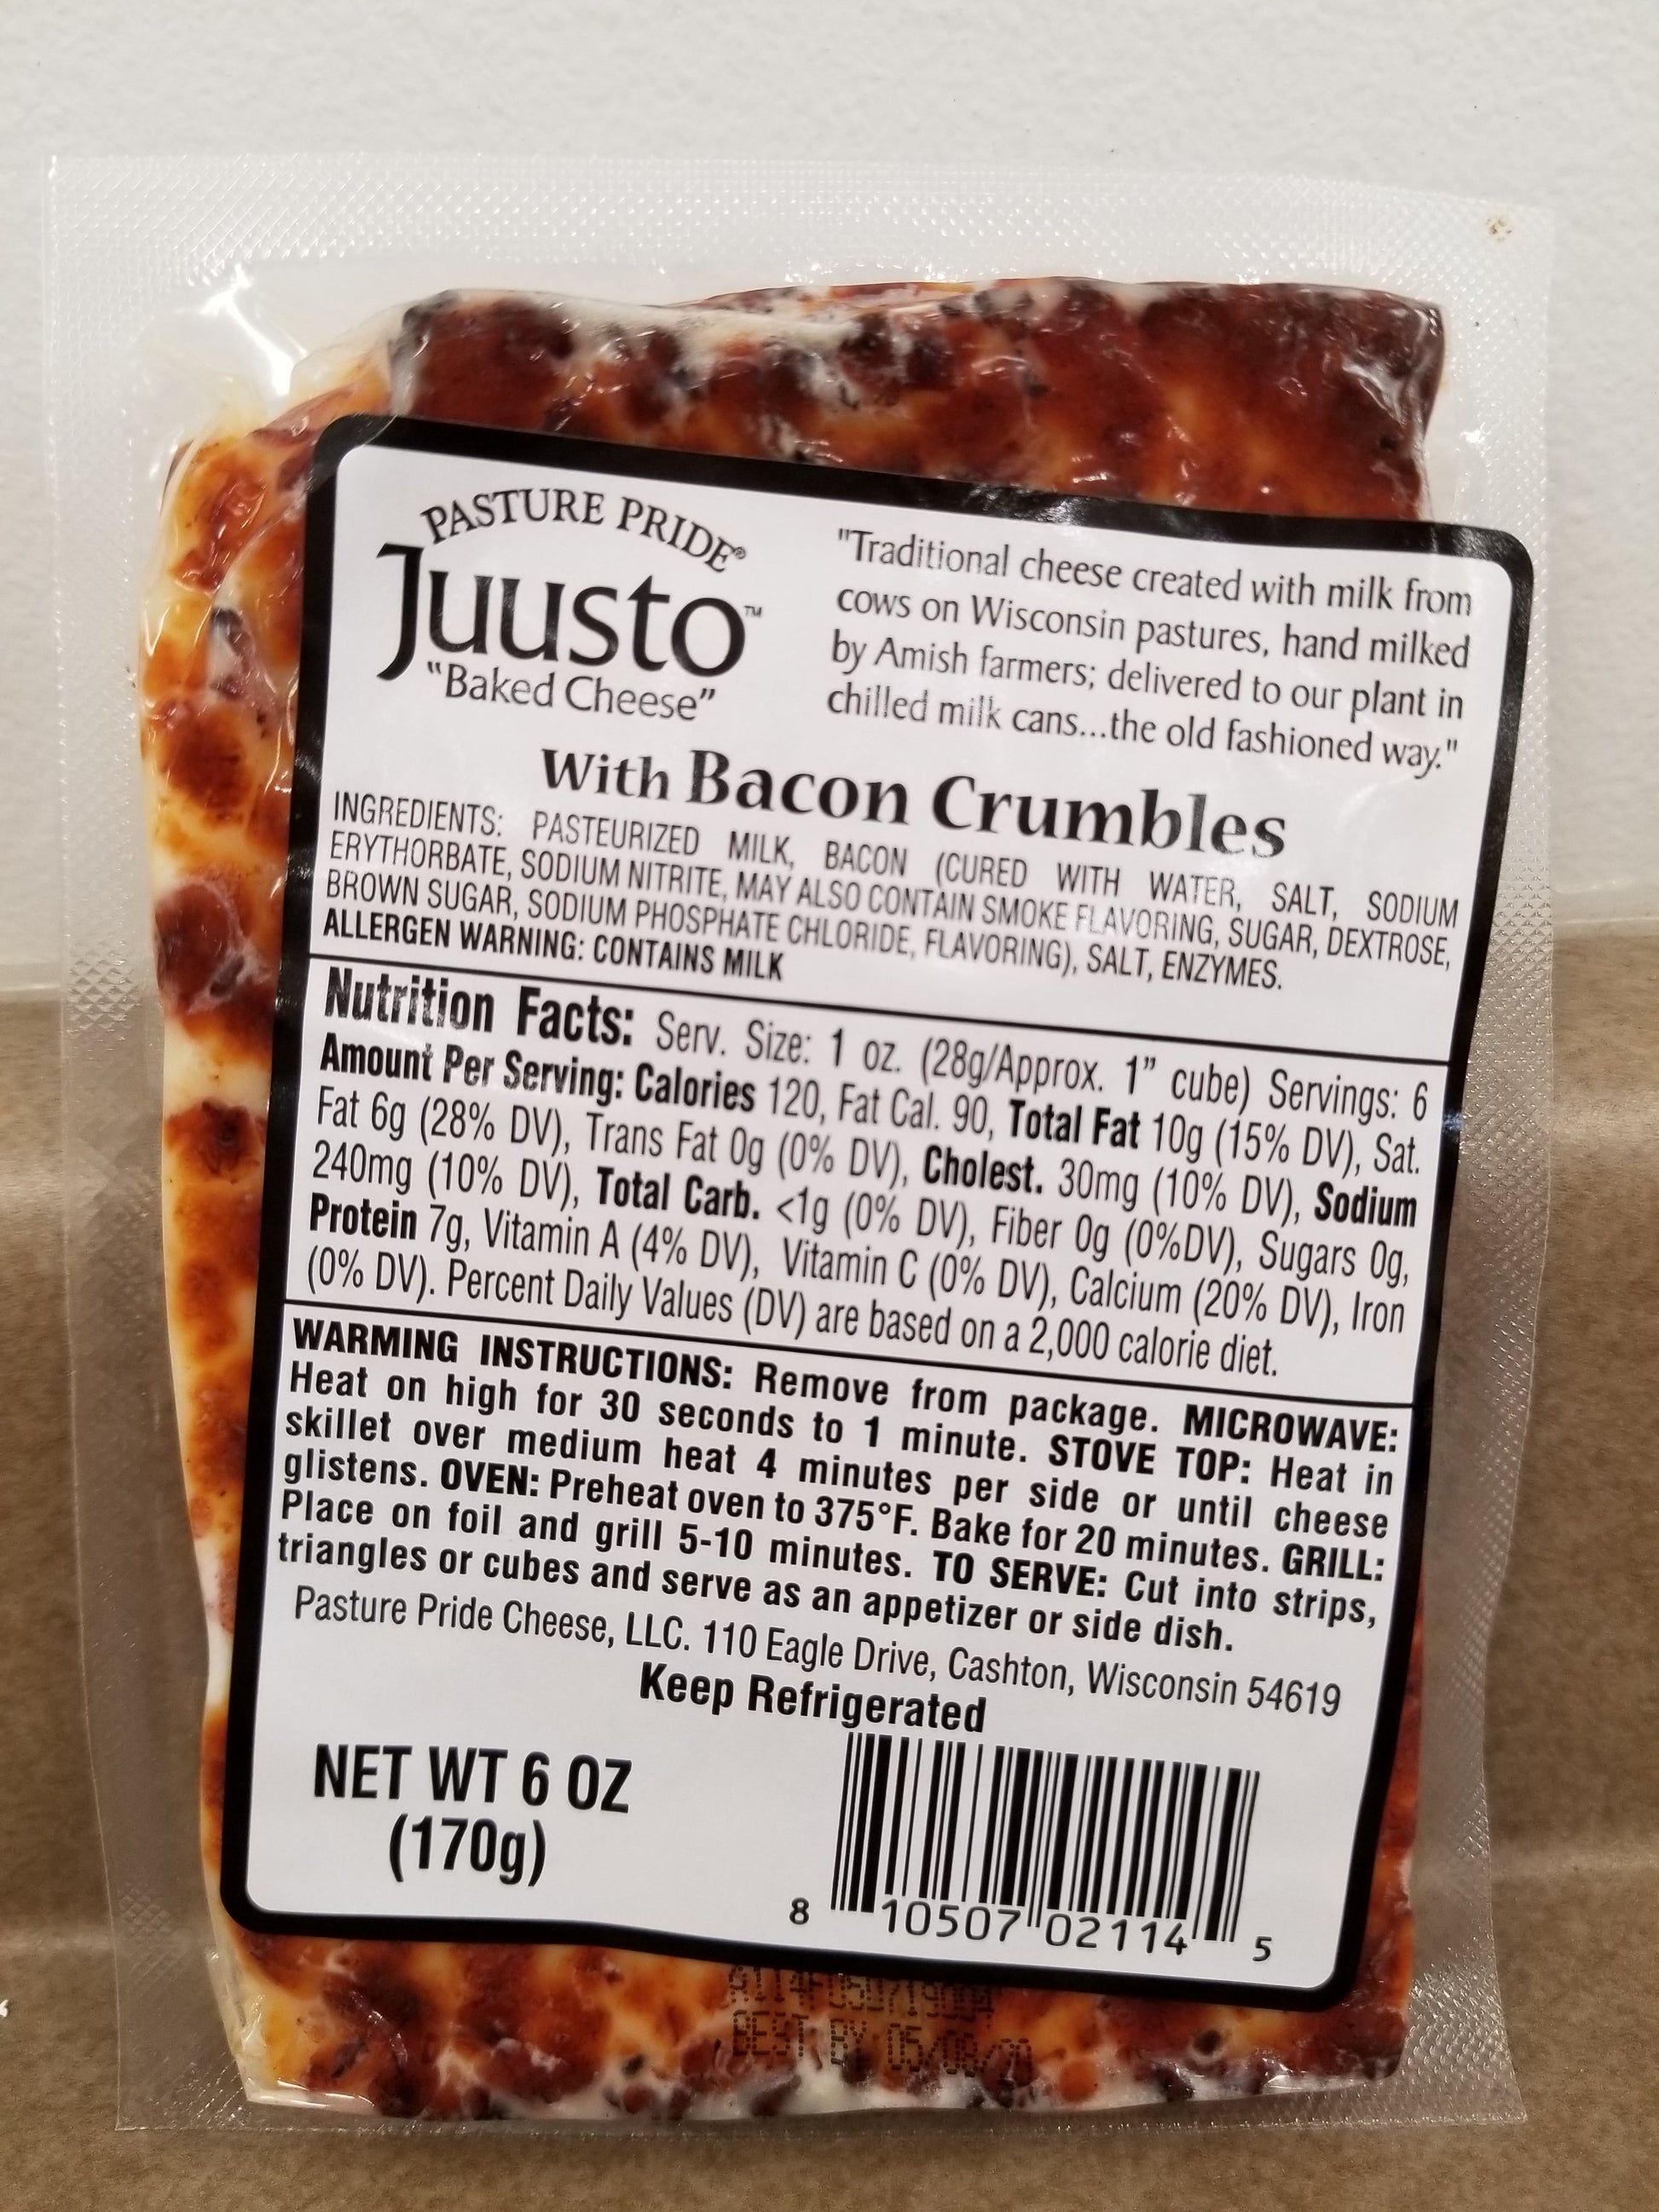 PASTURE PRIDE®
Juusto™
"Baked Cheese"
"Traditional cheese created with milk from
cows on Wisconsin pastures, hand milked
by Amish farmers; delivered to our plant in
chilled milk cans...the old fashioned way."
With Bacon Crumbles
INGREDIENTS: PASTEURIZED MILK, BACON (CURED WITH WATER, SALT, SODIUM
ERYTHORBATE, SODIUM NITRITE, MAY ALSO CONTAIN SMOKE FLAVORING, SUGAR, DEXTROSE,
BROWN SUGAR, SODIUM PHOSPHATE CHLORIDE, FLAVORING), SALT, ENZYMES.
ALLERGEN WARNING: CONTAINS MILK
Nutrition Facts: Serv. Size: 1 oz. (28g/Approx. 1" cube) Servings: 6
Amount Per Serving: Calories 120, Fat Cal. 90, Total Fat 10g (15% DV), Sat.
Fat 6g (28% DV), Trans Fat 0g (0% DV), Cholest. 30mg (10% DV), Sodium
240mg (10% DV), Total Carb. <1g (0% DV), Fiber 0g (0%DV), Sugars 0g,
Protein 7g, Vitamin A (4% DV), Vitamin C (0% DV), Calcium (20% DV), Iron
(0% DV). Percent Daily Values (DV) are based on a 2,000 calorie diet.
WARMING INSTRUCTIONS: Remove from package. MICROWAVE:
Heat on high for 30 seconds to 1 minute. STOVE TOP: Heat in
skillet over medium heat 4 minutes per side or until cheese
glistens. OVEN: Preheat oven to 375°F. Bake for 20 minutes. GRILL:
Place on foil and grill 5-10 minutes. TO SERVE: Cut into strips,
triangles or cubes and serve as an appetizer or side dish.
Pasture Pride Cheese, LLC. 110 Eagle Drive, Cashton, Wisconsin 54619
Keep Refrigerated
NET WT 6 OZ
(170g)
8 10507 02114 5
BEST BY 05/08/20